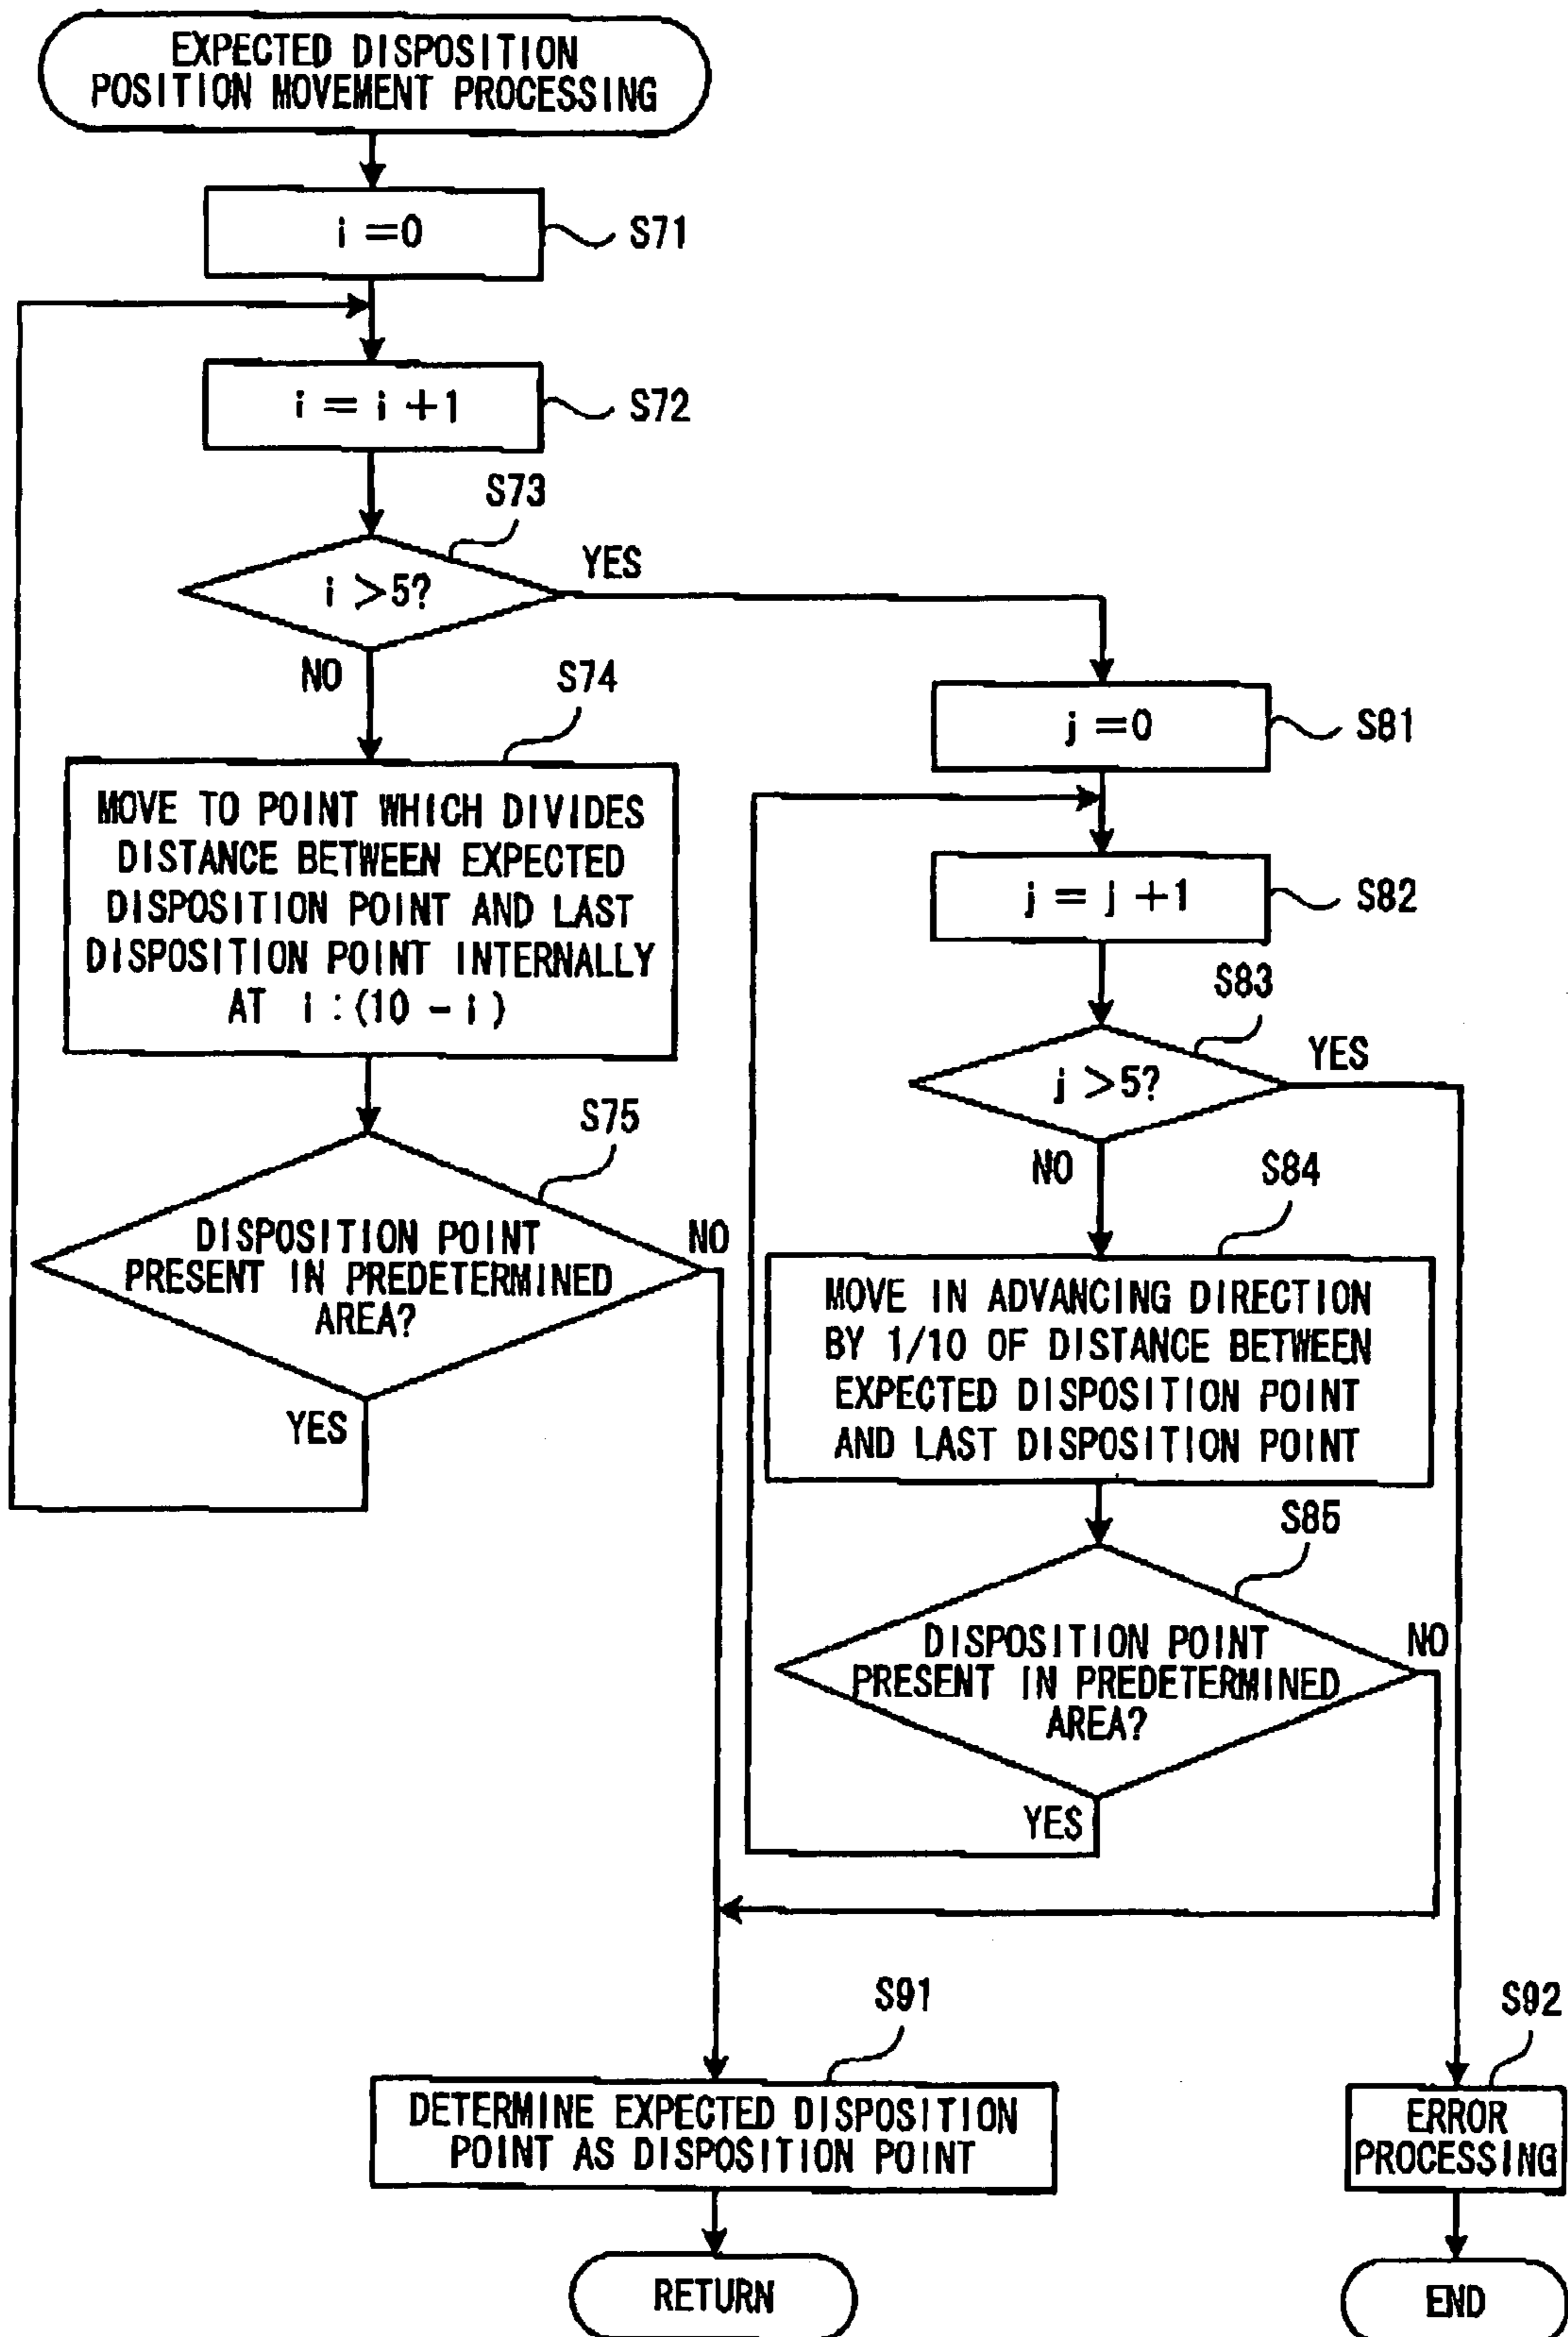 EXPECTED DISPOSITION
POSITION MOVEMENT PROCESSING
i =0
S71
i = i +1
S72
S73
i >5?
YES
NO
S74
MOVE TO POINT WHICH DIVIDES
DISTANCE BETWEEN EXPECTED
DISPOSITION POINT AND LAST
DISPOSITION POINT INTERNALLY
AT i : (10 - i )
S75
DISPOSITION POINT
PRESENT IN PREDETERMINED
AREA?
NO
YES
j =0
S81
j = j +1
S82
S83
j >5?
YES
NO
S84
MOVE IN ADVANCING DIRECTION
BY 1/10 OF DISTANCE BETWEEN
EXPECTED DISPOSITION POINT
AND LAST DISPOSITION POINT
S85
DISPOSITION POINT
PRESENT IN PREDETERMINED
AREA?
NO
YES
S91
DETERMINE EXPECTED DISPOSITION
POINT AS DISPOSITION POINT
RETURN
S92
ERROR
PROCESSING
END